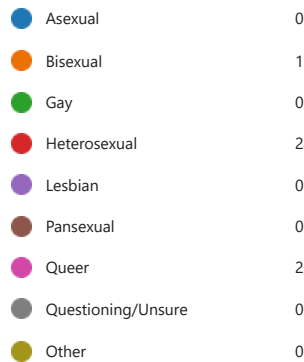 Asexual 0
Bisexual 1
Gay 0
Heterosexual 2
Lesbian 0
Pansexual 0
Queer 2
Questioning/Unsure 0
Other 0